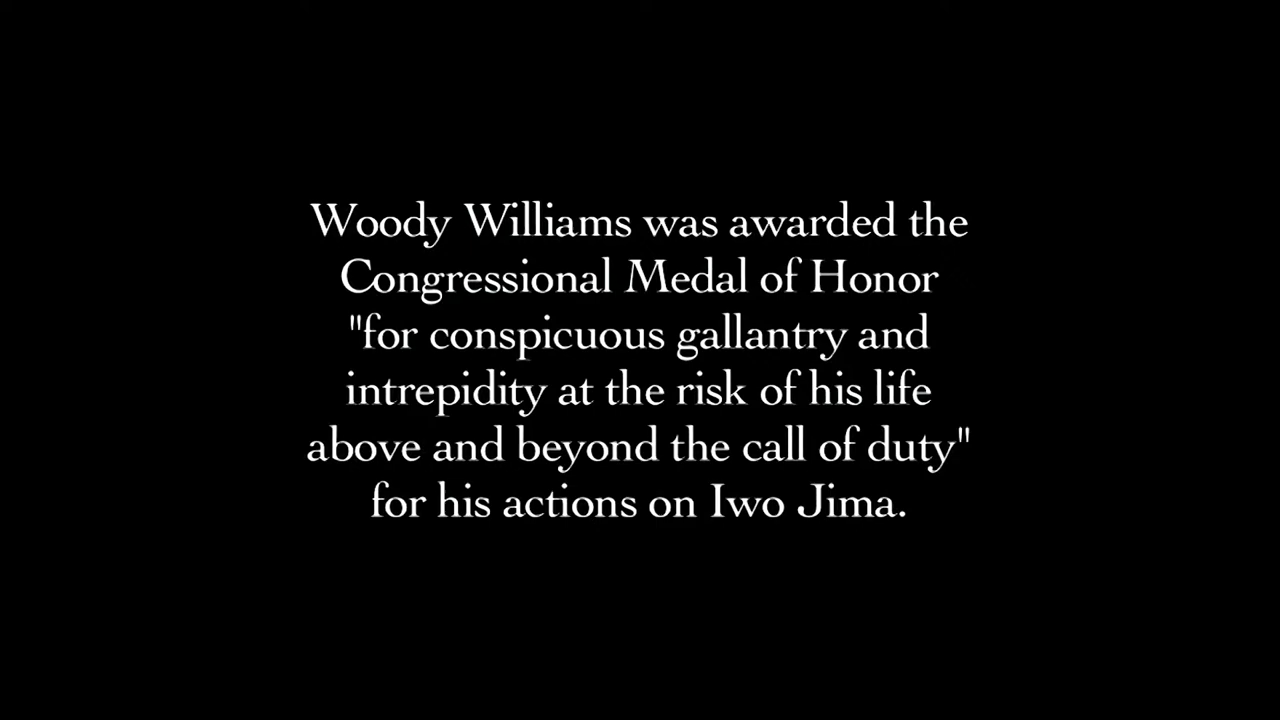 Woody Williams was awarded the
Congressional Medal of Honor
"for conspicuous gallantry and
intrepidity at the risk of his life
above and beyond the call of duty"
for his actions on Iwo Jima.